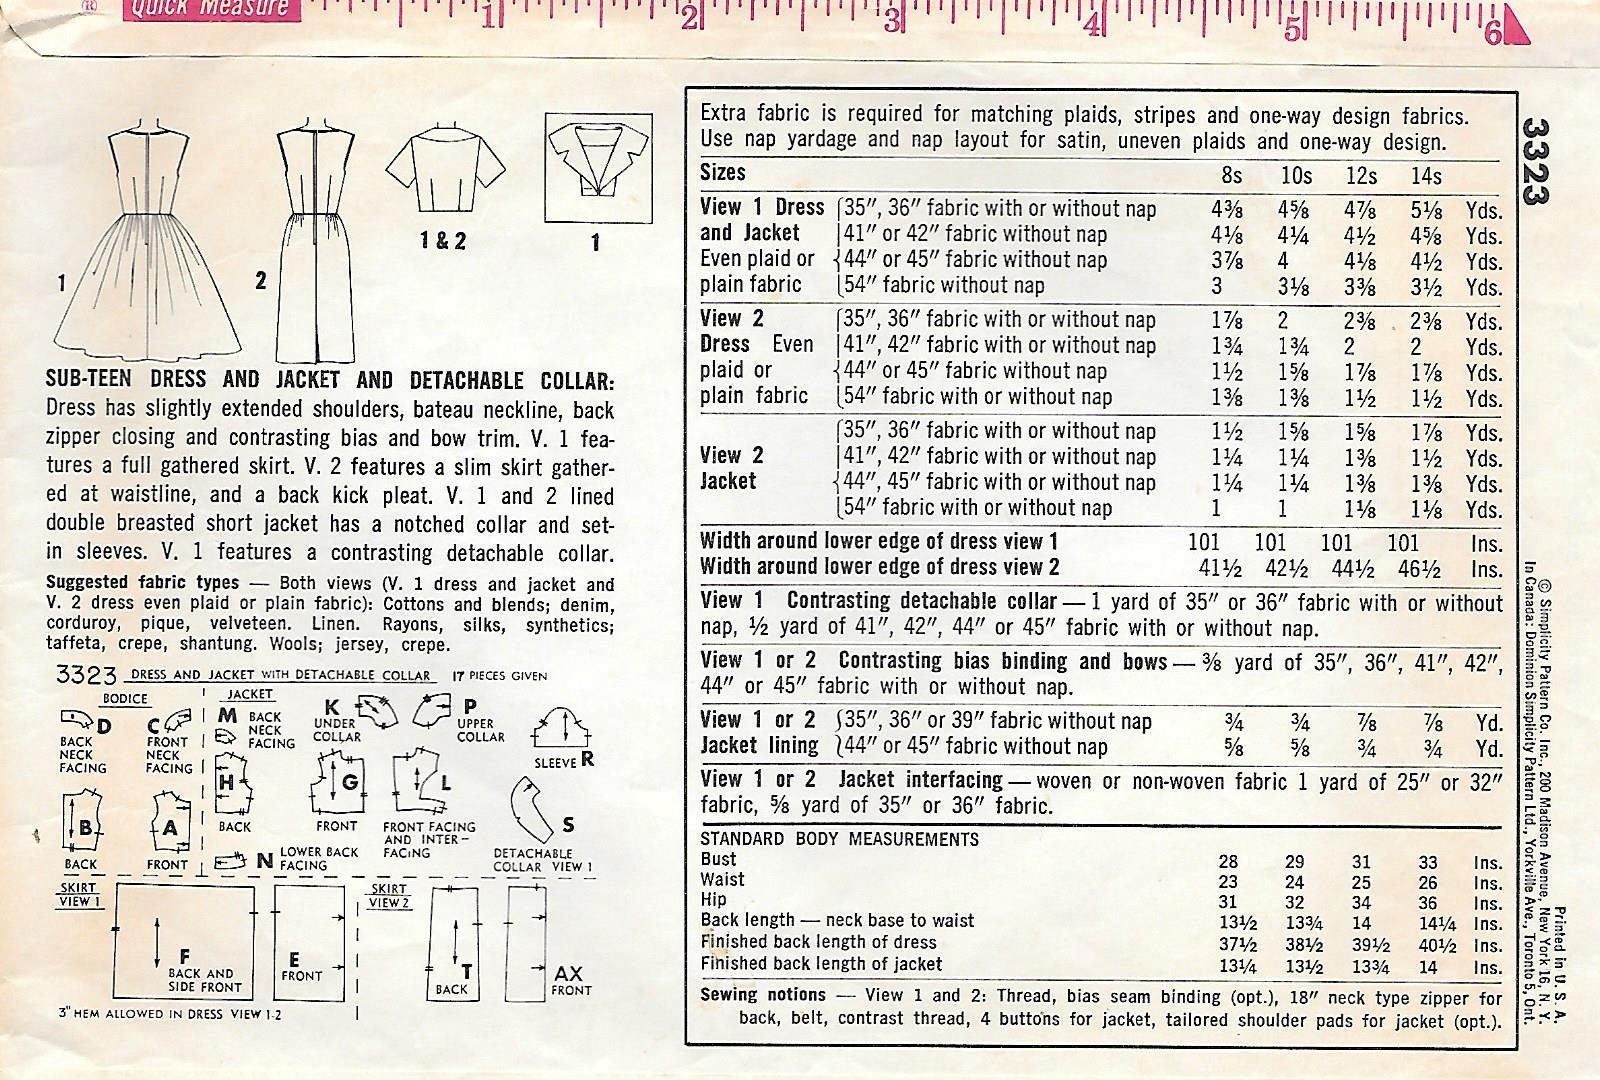 ® Quick Measure 1 2 3 4 5 6
1
2
1 & 2
1
SUB-TEEN DRESS AND JACKET AND DETACHABLE COLLAR:
Dress has slightly extended shoulders, bateau neckline, back
zipper closing and contrasting bias and bow trim. V. 1 fea-
tures a full gathered skirt. V. 2 features a slim skirt gather-
ed at waistline, and a back kick pleat. V. 1 and 2 lined
double breasted short jacket has a notched collar and set-
in sleeves. V. 1 features a contrasting detachable collar.
Suggested fabric types — Both views (V. 1 dress and jacket and
V. 2 dress even plaid or plain fabric): Cottons and blends; denim,
corduroy, pique, velveteen. Linen. Rayons, silks, synthetics;
taffeta, crepe, shantung. Wools; jersey, crepe.
3323 DRESS AND JACKET WITH DETACHABLE COLLAR 17 PIECES GIVEN
BODICE
D
BACK
NECK
FACING
C
FRONT
NECK
FACING
B
BACK
A
FRONT
JACKET
M BACK
NECK
FACING
K
UNDER
COLLAR
P
UPPER
COLLAR
SLEEVE R
H
BACK
G
FRONT
L
FRONT FACING
AND INTER-
FACING
S
DETACHABLE
COLLAR VIEW 1
N LOWER BACK
FACING
SKIRT
VIEW 1
F
BACK AND
SIDE FRONT
E
FRONT
SKIRT
VIEW 2
T
BACK
AX
FRONT
3" HEM ALLOWED IN DRESS VIEW 1-2
Extra fabric is required for matching plaids, stripes and one-way design fabrics.
Use nap yardage and nap layout for satin, uneven plaids and one-way design.
Sizes 8s 10s 12s 14s
View 1 Dress 35", 36" fabric with or without nap 4⅜ 4⅝ 4⅞ 5⅛ Yds.
and Jacket 41" or 42" fabric without nap 4⅛ 4¼ 4½ 4⅝ Yds.
Even plaid or 44" or 45" fabric without nap 3⅞ 4 4⅛ 4½ Yds.
plain fabric 54" fabric without nap 3 3⅛ 3⅜ 3½ Yds.
View 2 35", 36" fabric with or without nap 1⅞ 2 2⅜ 2⅜ Yds.
Dress Even 41", 42" fabric with or without nap 1¾ 1¾ 2 2 Yds.
plaid or 44" or 45" fabric without nap 1½ 1⅝ 1⅞ 1⅞ Yds.
plain fabric 54" fabric with or without nap 1⅜ 1⅜ 1½ 1½ Yds.
35", 36" fabric with or without nap 1½ 1⅝ 1⅝ 1⅞ Yds.
View 2 41", 42" fabric with or without nap 1¼ 1¼ 1⅜ 1½ Yds.
Jacket 44", 45" fabric with or without nap 1¼ 1¼ 1⅜ 1⅜ Yds.
54" fabric with or without nap 1 1 1⅛ 1⅛ Yds.
Width around lower edge of dress view 1 101 101 101 101 Ins.
Width around lower edge of dress view 2 41½ 42½ 44½ 46½ Ins.
View 1 Contrasting detachable collar — 1 yard of 35" or 36" fabric with or without
nap, ½ yard of 41", 42", 44" or 45" fabric with or without nap.
View 1 or 2 Contrasting bias binding and bows — ⅜ yard of 35", 36", 41", 42",
44" or 45" fabric with or without nap.
View 1 or 2 35", 36" or 39" fabric without nap ¾ ¾ ⅞ ⅞ Yd.
Jacket lining 44" or 45" fabric without nap ⅝ ⅝ ¾ ¾ Yd.
View 1 or 2 Jacket interfacing — woven or non-woven fabric 1 yard of 25" or 32"
fabric, ⅝ yard of 35" or 36" fabric.
STANDARD BODY MEASUREMENTS
Bust 28 29 31 33 Ins.
Waist 23 24 25 26 Ins.
Hip 31 32 34 36 Ins.
Back length — neck base to waist 13½ 13¾ 14 14¼ Ins.
Finished back length of dress 37½ 38½ 39½ 40½ Ins.
Finished back length of jacket 13¼ 13½ 13¾ 14 Ins.
Sewing notions — View 1 and 2: Thread, bias seam binding (opt.), 18" neck type zipper for
back, belt, contrast thread, 4 buttons for jacket, tailored shoulder pads for jacket (opt.).
3323
Printed in U. S. A.
© Simplicity Pattern Co. Inc., 200 Madison Avenue, New York 16, N. Y.
In Canada: Dominion Simplicity Pattern Ltd., Yorkville Ave., Toronto 5, Ont.